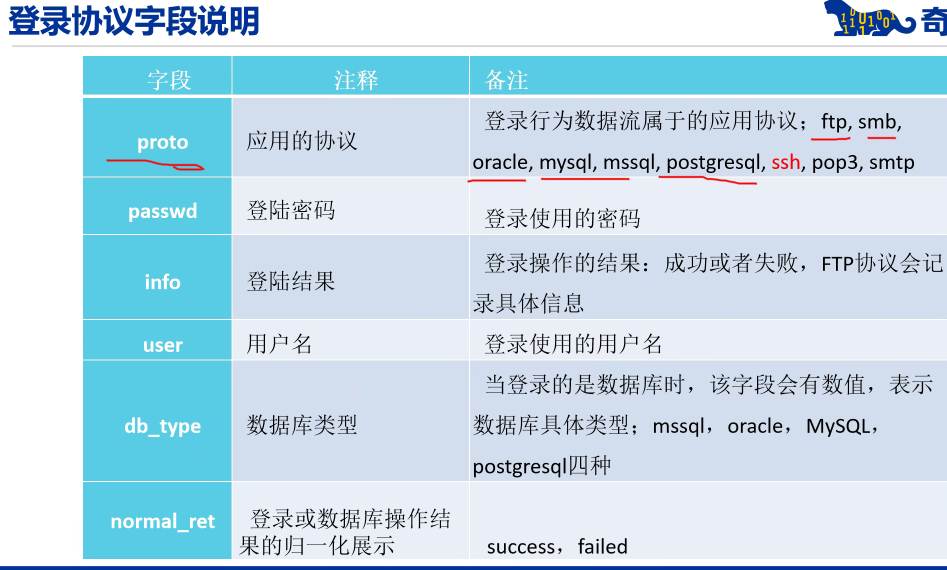 登录协议字段说明
奇
字段 注释 备注
proto 应用的协议 登录行为数据流属于的应用协议；ftp, smb,
oracle, mysql, mssql, postgresql, ssh, pop3, smtp
passwd 登陆密码 登录使用的密码
info 登陆结果 登录操作的结果：成功或者失败，FTP协议会记
录具体信息
user 用户名 登录使用的用户名
db_type 数据库类型 当登录的是数据库时，该字段会有数值，表示
数据库具体类型；mssql，oracle，MySQL，
postgresql四种
normal_ret 登录或数据库操作结
果的归一化展示 success，failed